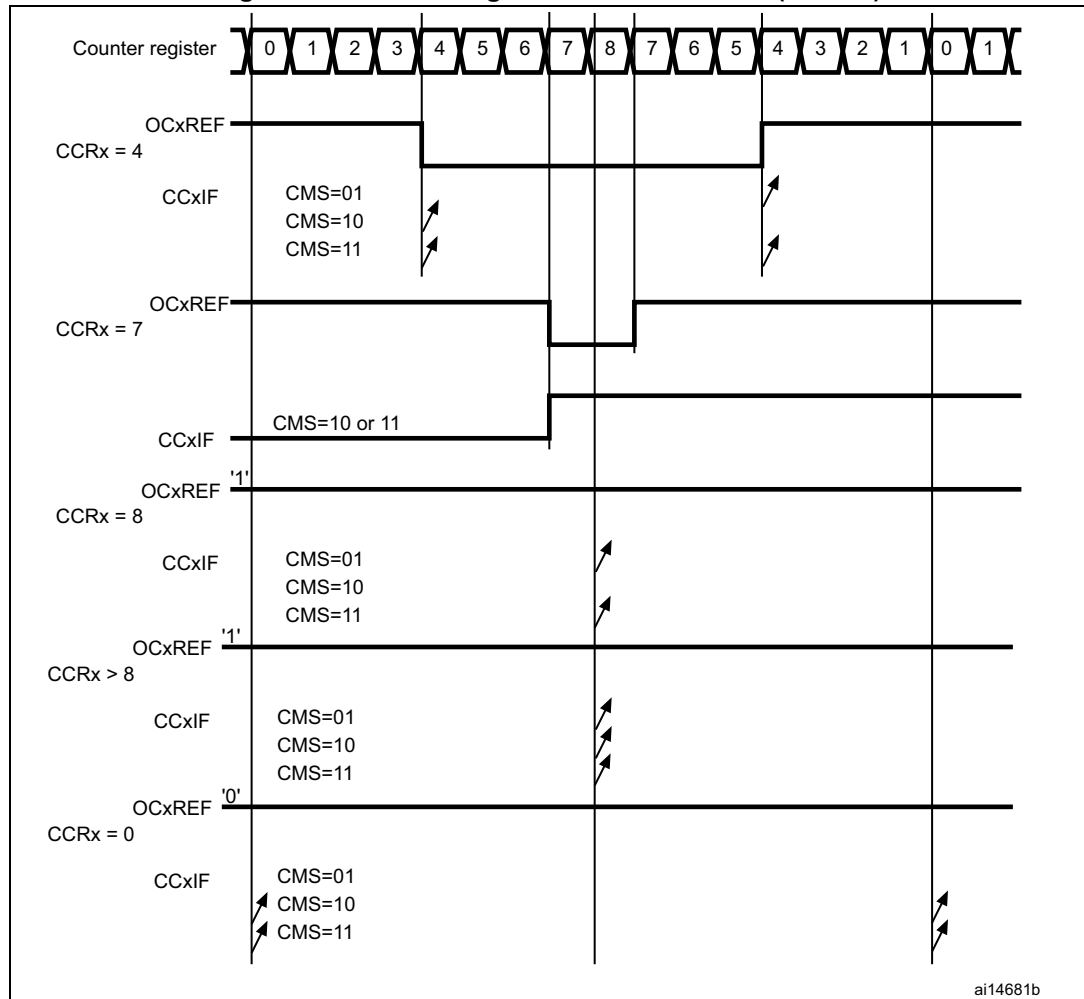 Counter register 0 1 2 3 4 5 6 7 8 7 6 5 4 3 2 1 0 1
OCxREF
CCRx = 4
CCxIF CMS=01
CMS=10
CMS=11
OCxREF
CCRx = 7
CMS=10 or 11
CCxIF
'1'
OCxREF
CCRx = 8
CCxIF CMS=01
CMS=10
CMS=11
'1'
OCxREF
CCRx > 8
CCxIF CMS=01
CMS=10
CMS=11
'0'
OCxREF
CCRx = 0
CCxIF CMS=01
CMS=10
CMS=11
ai14681b